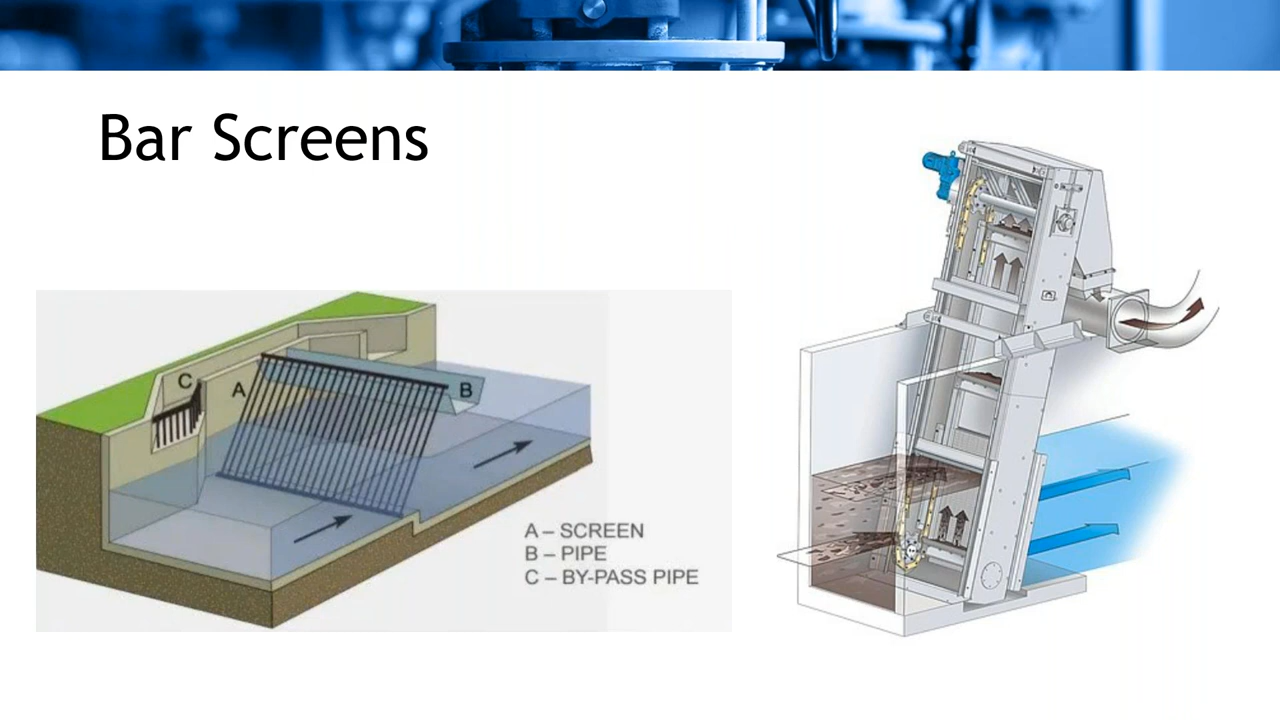 Bar Screens
C
A
B
A – SCREEN
B – PIPE
C – BY-PASS PIPE